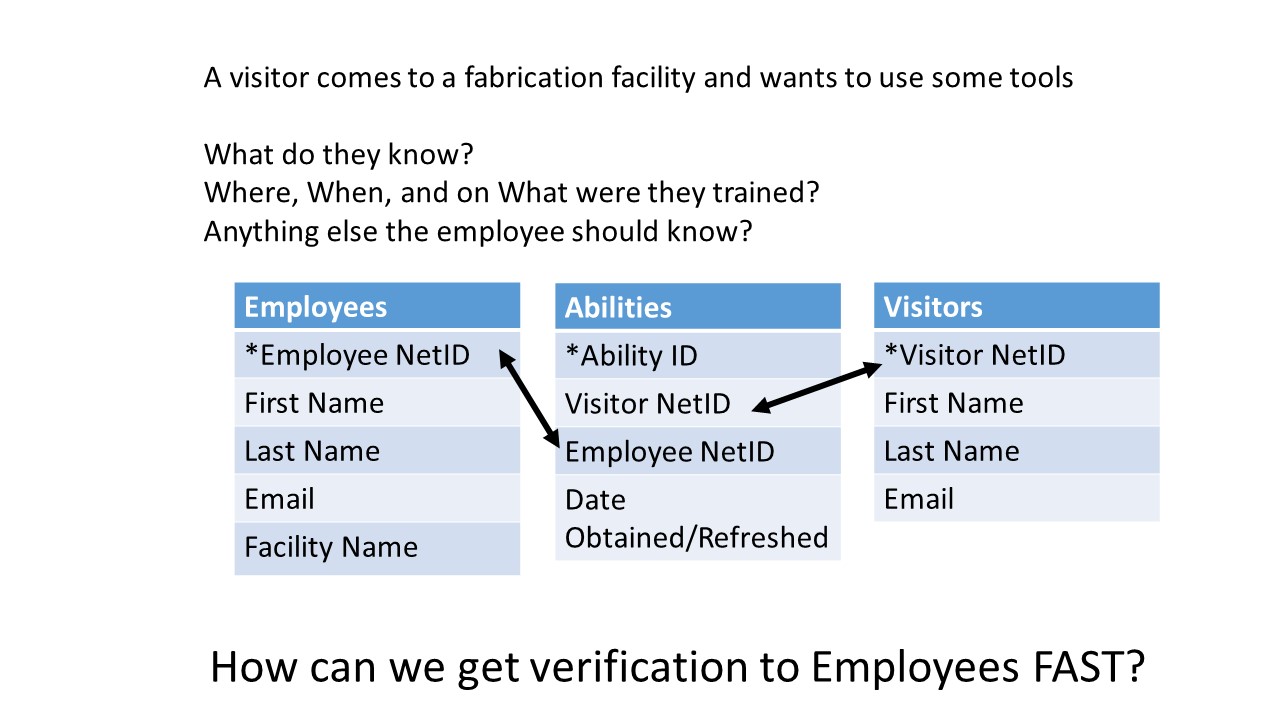 A visitor comes to a fabrication facility and wants to use some tools
What do they know?
Where, When, and on What were they trained?
Anything else the employee should know?
Employees
*Employee NetID
First Name
Last Name
Email
Facility Name
Abilities
*Ability ID
Visitor NetID
Employee NetID
Date
Obtained/Refreshed
Visitors
*Visitor NetID
First Name
Last Name
Email
How can we get verification to Employees FAST?